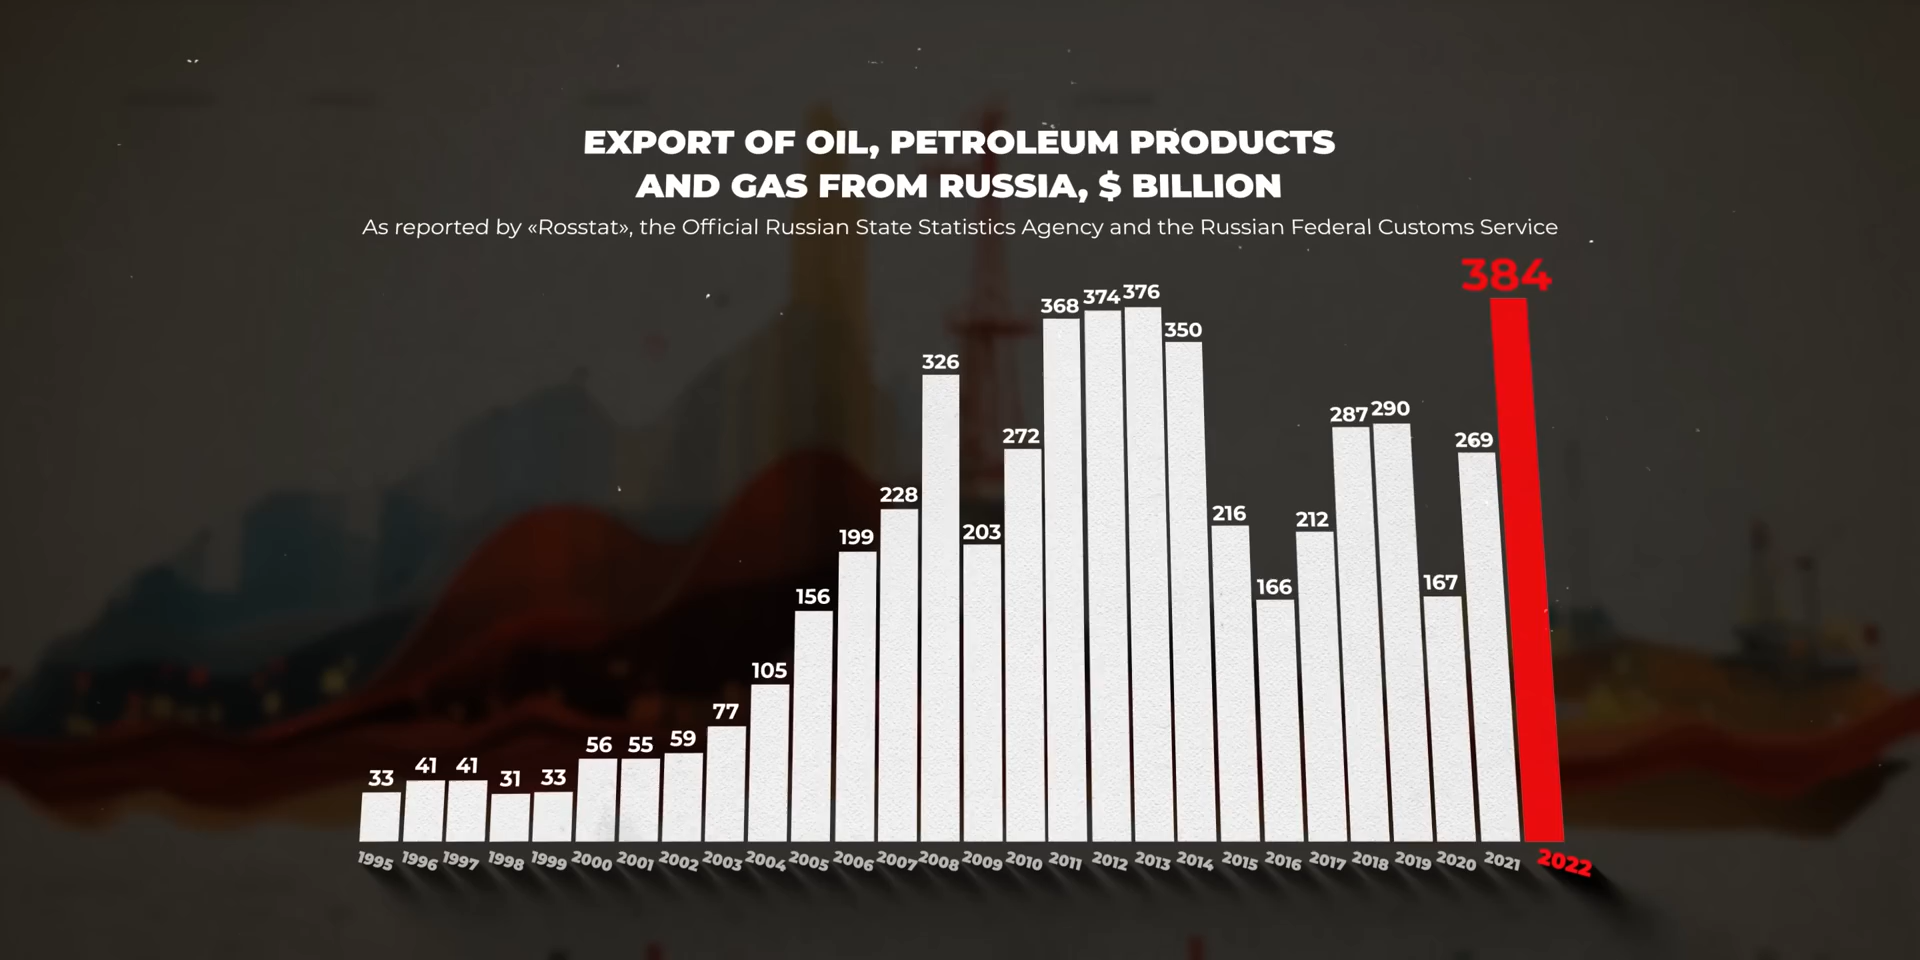 EXPORT OF OIL, PETROLEUM PRODUCTS
AND GAS FROM RUSSIA, $ BILLION
As reported by «Rosstat», the Official Russian State Statistics Agency and the Russian Federal Customs Service
33 41 41 31 33 56 55 59 77 105 156 199 228 326 203 272 368 374 376 350 216 166 212 287 290 167 269 384
1995 1996 1997 1998 1999 2000 2001 2002 2003 2004 2005 2006 2007 2008 2009 2010 2011 2012 2013 2014 2015 2016 2017 2018 2019 2020 2021 2022